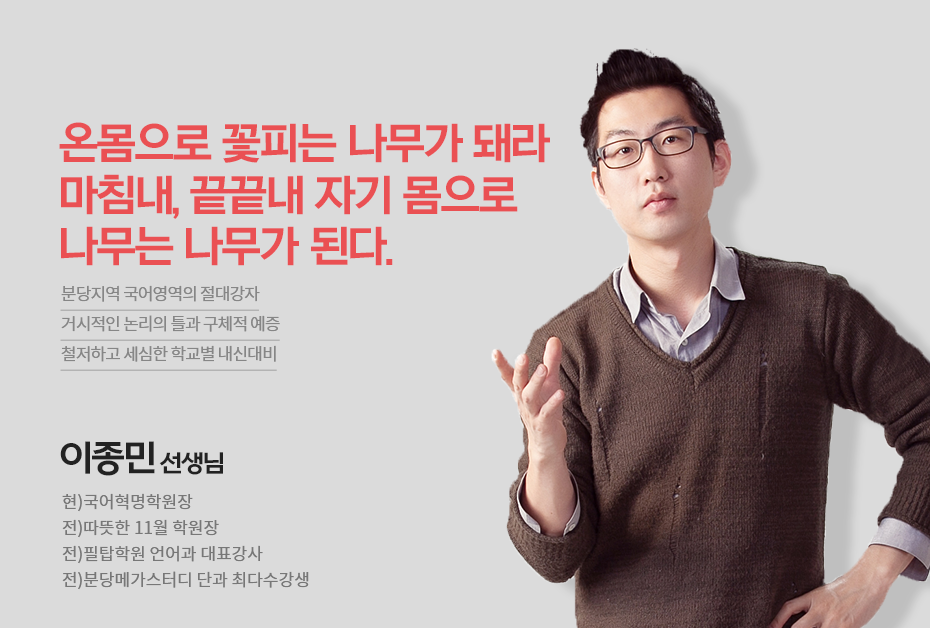 온몸으로 꽃피는 나무가 돼라
마침내, 끝끝내 자기 몸으로
나무는 나무가 된다.
분당지역 국어영역의 절대강자
거시적인 논리의 틀과 구체적 예증
철저하고 세심한 학교별 내신대비
이종민 선생님
현)국어혁명학원장
전)따뜻한 11월 학원장
전)필탑학원 언어과 대표강사
전)분당메가스터디 단과 최다수강생